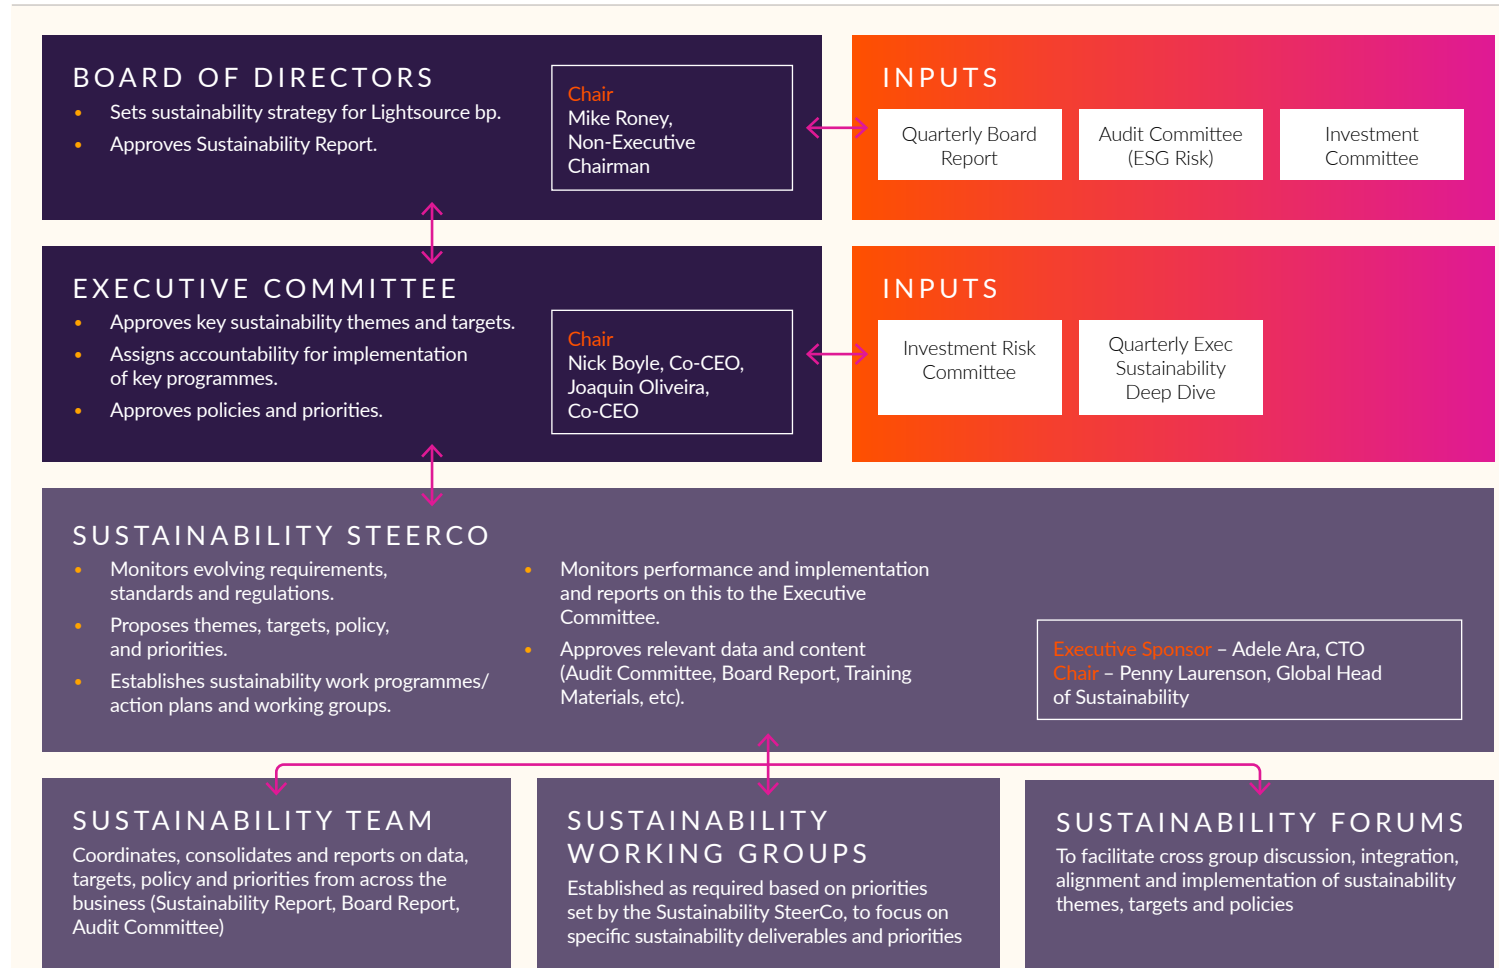 BOARD OF DIRECTORS
• Sets sustainability strategy for Lightsource bp.
• Approves Sustainability Report.
Chair
Mike Roney,
Non-Executive
Chairman
INPUTS
Quarterly Board
Report
Audit Committee
(ESG Risk)
Investment
Committee
EXECUTIVE COMMITTEE
• Approves key sustainability themes and targets.
• Assigns accountability for implementation
of key programmes.
• Approves policies and priorities.
Chair
Nick Boyle, Co-CEO,
Joaquin Oliveira,
Co-CEO
INPUTS
Investment Risk
Committee
Quarterly Exec
Sustainability
Deep Dive
SUSTAINABILITY STEERCO
• Monitors evolving requirements,
standards and regulations.
• Proposes themes, targets, policy,
and priorities.
• Establishes sustainability work programmes/
action plans and working groups.
• Monitors performance and implementation
and reports on this to the Executive
Committee.
• Approves relevant data and content
(Audit Committee, Board Report, Training
Materials, etc).
Executive Sponsor – Adele Ara, CTO
Chair – Penny Laurenson, Global Head
of Sustainability
SUSTAINABILITY TEAM
Coordinates, consolidates and reports on data,
targets, policy and priorities from across the
business (Sustainability Report, Board Report,
Audit Committee)
SUSTAINABILITY
WORKING GROUPS
Established as required based on priorities
set by the Sustainability SteerCo, to focus on
specific sustainability deliverables and priorities
SUSTAINABILITY FORUMS
To facilitate cross group discussion, integration,
alignment and implementation of sustainability
themes, targets and policies